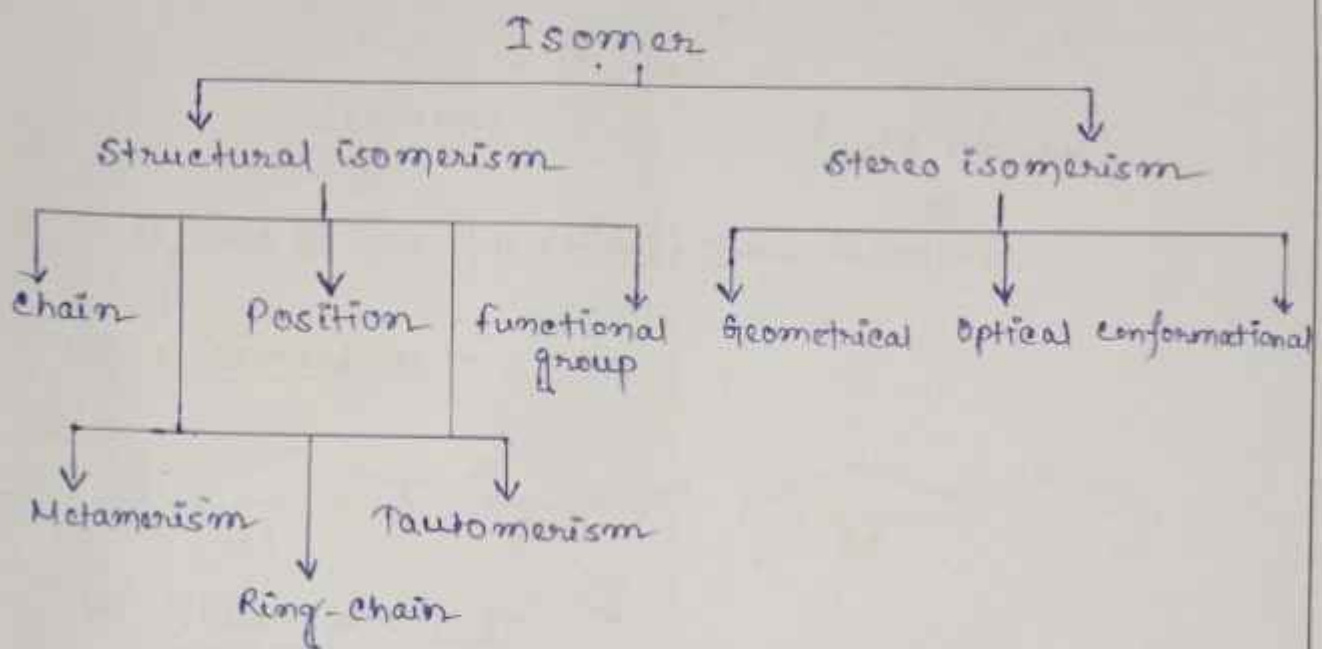 Isomer
Structural isomerism
Stereo isomerism
Chain
Position
functional
group
Geometrical
Optical
Conformational
Metamerism
Tautomerism
Ring-Chain